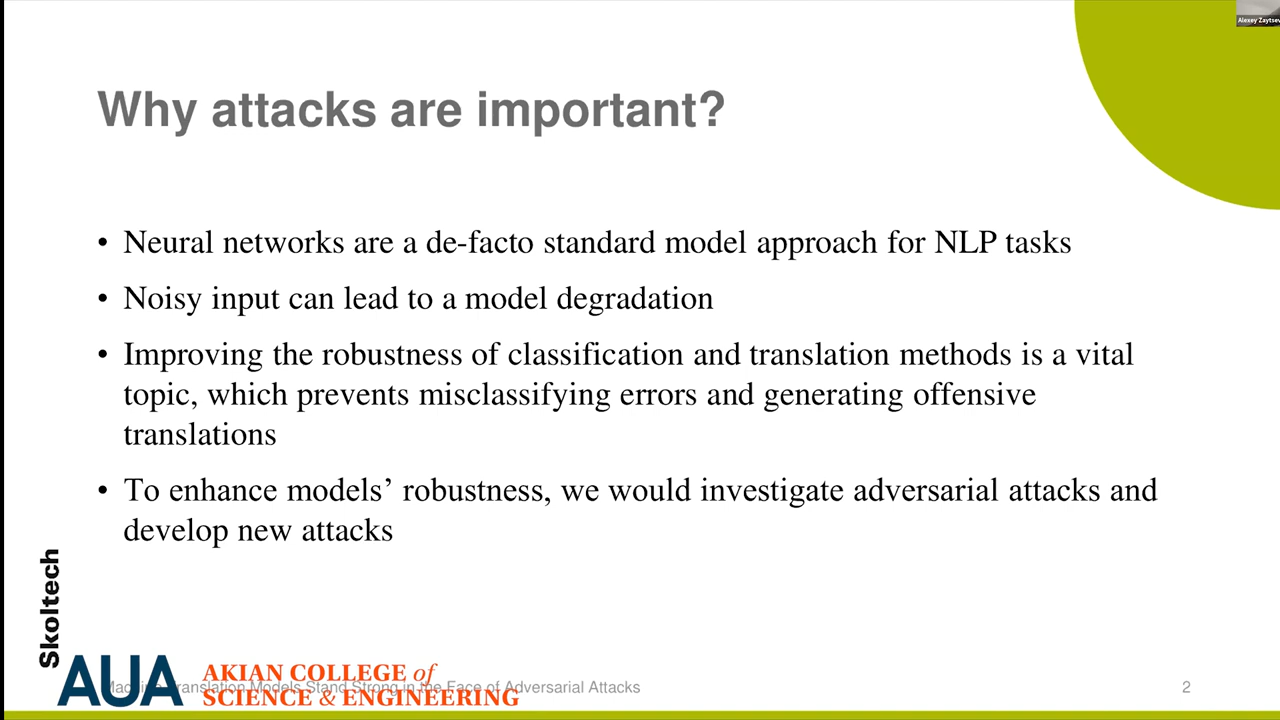 Alexey Zaytsev
Why attacks are important?
• Neural networks are a de-facto standard model approach for NLP tasks
• Noisy input can lead to a model degradation
• Improving the robustness of classification and translation methods is a vital
topic, which prevents misclassifying errors and generating offensive
translations
• To enhance models’ robustness, we would investigate adversarial attacks and
develop new attacks
Skoltech
AUA
AKIAN COLLEGE of
SCIENCE & ENGINEERING
Machine Translation Models Stand Strong in the Face of Adversarial Attacks
2